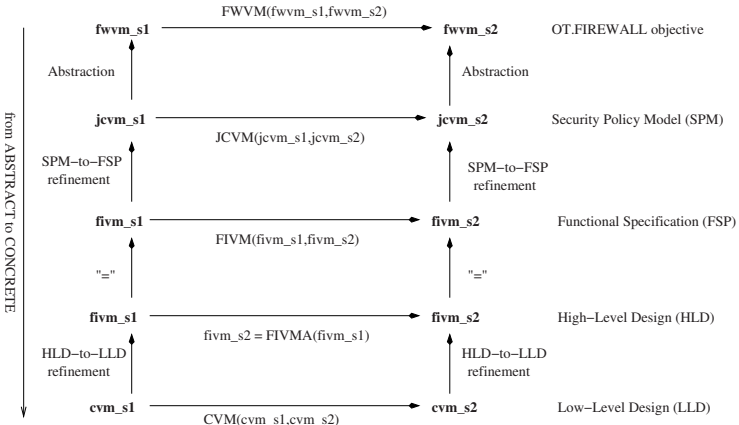 FWVM(fwvm_s1,fwvm_s2)
fwvm_s1 fwvm_s2 OT.FIREWALL objective
Abstraction Abstraction
jcvm_s1 jcvm_s2 Security Policy Model (SPM)
JCVM(jcvm_s1,jcvm_s2)
SPM−to−FSP
refinement
SPM−to−FSP
refinement
fivm_s1 fivm_s2 Functional Specification (FSP)
FIVM(fivm_s1,fivm_s2)
"=" "="
fivm_s1 fivm_s2 High−Level Design (HLD)
fivm_s2 = FIVMA(fivm_s1)
HLD−to−LLD
refinement
HLD−to−LLD
refinement
cvm_s1 cvm_s2 Low−Level Design (LLD)
CVM(cvm_s1,cvm_s2)
from ABSTRACT to CONCRETE